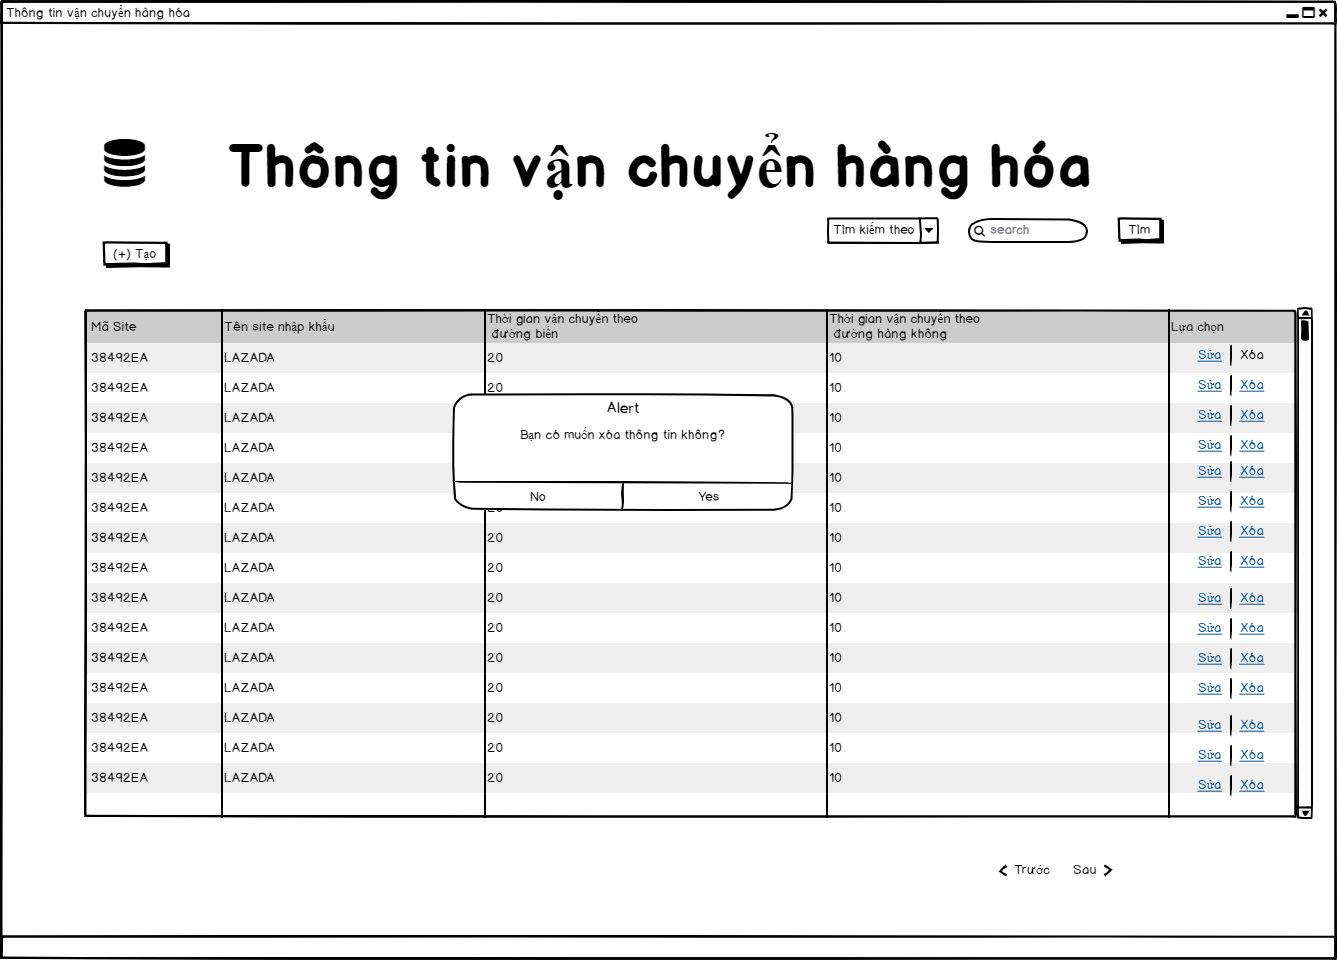 Thông tin vận chuyển hàng hóa
Thông tin vận chuyển hàng hóa
Tìm kiếm theo
search
Tìm
(+) Tạo
Mã Site
Tên site nhập khẩu
Thời gian vận chuyển theo
đường biển
Thời gian vận chuyển theo
đường hàng không
Lựa chọn
38492EA LAZADA 20 10 Sửa Xóa
38492EA LAZADA 20 10 Sửa Xóa
38492EA LAZADA 10 Sửa Xóa
38492EA LAZADA 10 Sửa Xóa
38492EA LAZADA 10 Sửa Xóa
38492EA LAZADA 10 Sửa Xóa
38492EA LAZADA 20 10 Sửa Xóa
38492EA LAZADA 20 10 Sửa Xóa
38492EA LAZADA 20 10 Sửa Xóa
38492EA LAZADA 20 10 Sửa Xóa
38492EA LAZADA 20 10 Sửa Xóa
38492EA LAZADA 20 10 Sửa Xóa
38492EA LAZADA 20 10 Sửa Xóa
38492EA LAZADA 20 10 Sửa Xóa
38492EA LAZADA 20 10 Sửa Xóa
Alert
Bạn có muốn xóa thông tin không?
No
Yes
Trước
Sau